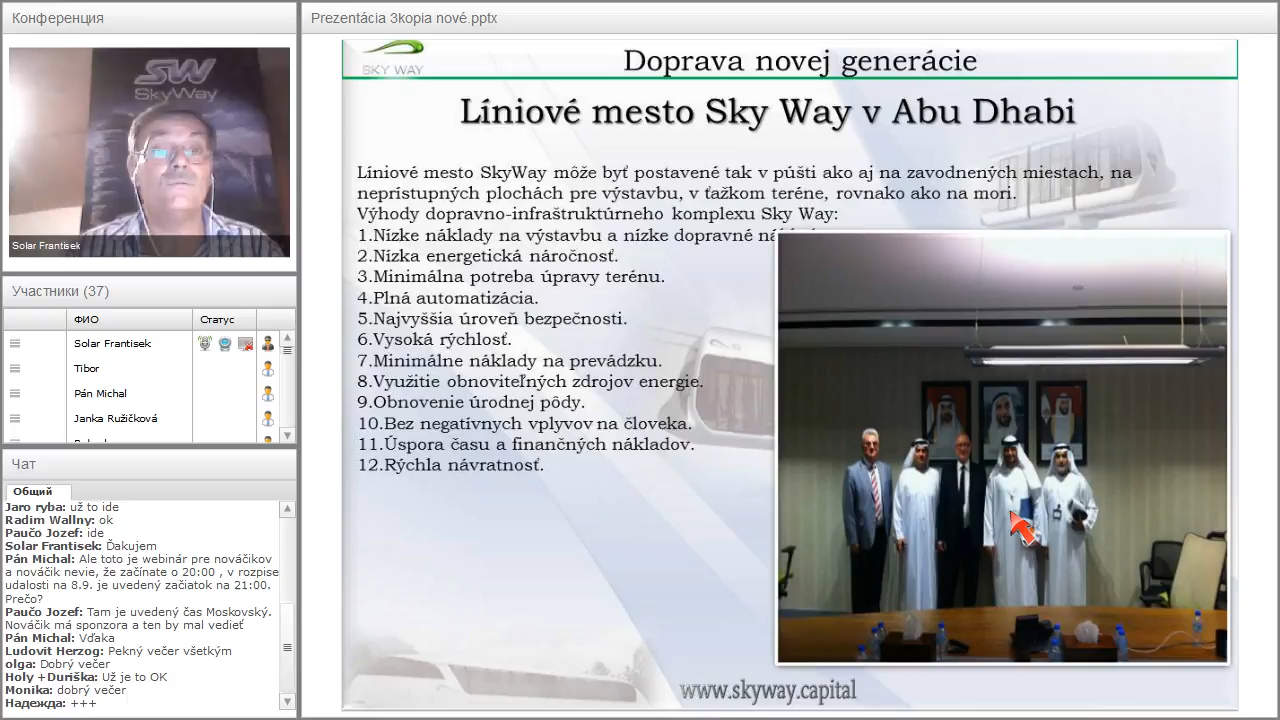 Конференция
SW
SkyWay
Solar Frantisek
Участники (37)
ФИО
Статус
Solar Frantisek
Tibor
Pán Michal
Janka Ružičková
Чат
Общий
Jaro ryba: už to ide
Radim Wallny: ok
Paučo Jozef: ide
Solar Frantisek: Ďakujem
Pán Michal: Ale toto je webinár pre nováčikov
a nováčik nevie, že začínate o 20:00 , v rozpise
udalosti na 8.9. je uvedený začiatok na 21:00.
Prečo?
Paučo Jozef: Tam je uvedený čas Moskovský.
Nováčik má sponzora a ten by mal vedieť
Pán Michal: Vďaka
Ludovit Herzog: Pekný večer všetkým
olga: Dobrý večer
Holy +Duriška: Už je to OK
Monika: dobrý večer
Надежда: +++
Prezentácia 3kopia nové.pptx
SKY WAY
Doprava novej generácie
Líniové mesto Sky Way v Abu Dhabi
Líniové mesto SkyWay môže byť postavené tak v púšti ako aj na zavodnených miestach, na
neprístupných plochách pre výstavbu, v ťažkom teréne, rovnako ako na mori.
Výhody dopravno-infraštruktúrneho komplexu Sky Way:
1.Nízke náklady na výstavbu a nízke dopravné
2.Nízka energetická náročnosť.
3.Minimálna potreba úpravy terénu.
4.Plná automatizácia.
5.Najvyššia úroveň bezpečnosti.
6.Vysoká rýchlosť.
7.Minimálne náklady na prevádzku.
8.Využitie obnoviteľných zdrojov energie.
9.Obnovenie úrodnej pôdy.
10.Bez negatívnych vplyvov na človeka.
11.Úspora času a finančných nákladov.
12.Rýchla návratnosť.
www.skyway.capital